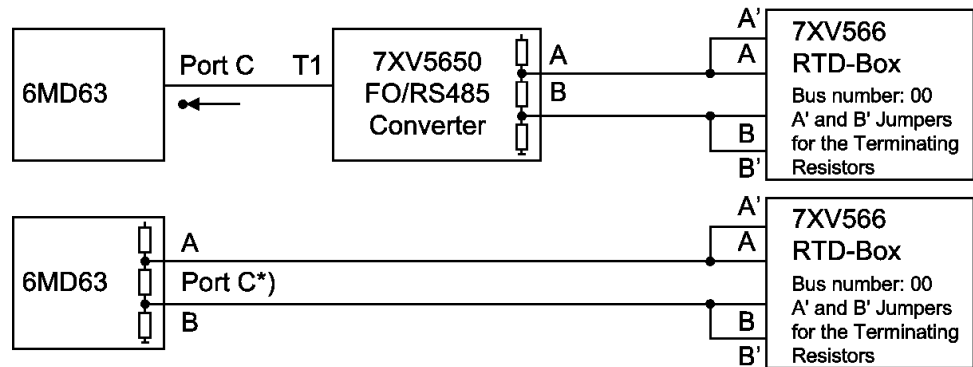 6MD63
Port C
T1
7XV5650
FO/RS485
Converter
A
B
A'
A
B
B'
7XV566
RTD-Box
Bus number: 00
A' and B' Jumpers
for the Terminating
Resistors
6MD63
A
Port C*)
B
A'
A
B
B'
7XV566
RTD-Box
Bus number: 00
A' and B' Jumpers
for the Terminating
Resistors